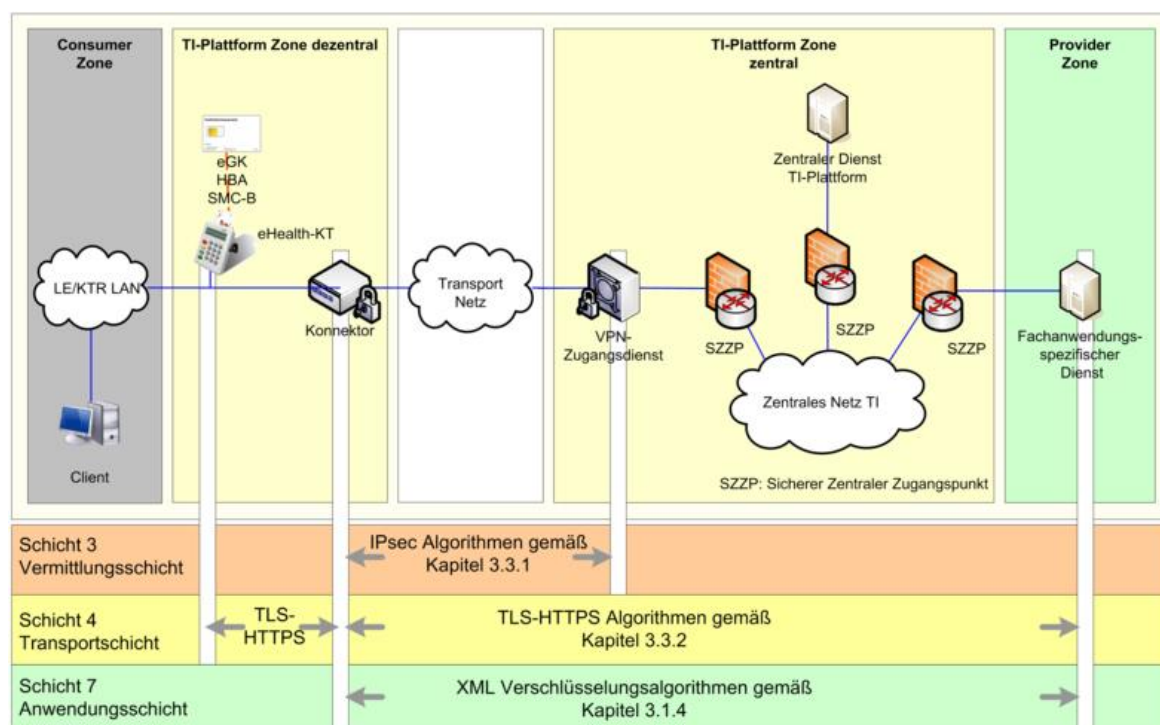 Consumer
Zone
TI-Plattform Zone dezentral
TI-Plattform Zone
zentral
Provider
Zone
eGK
HBA
SMC-B
eHealth-KT
LE/KTR LAN
Konnektor
Transport
Netz
VPN-
Zugangsdienst
Zentraler Dienst
TI-Plattform
SZZP
SZZP
SZZP
Fachanwendungs-
spezifischer
Dienst
Zentrales Netz TI
Client
SZZP: Sicherer Zentraler Zugangspunkt
Schicht 3
Vermittlungsschicht
IPsec Algorithmen gemäß
Kapitel 3.3.1
Schicht 4
Transportschicht
TLS-
HTTPS
TLS-HTTPS Algorithmen gemäß
Kapitel 3.3.2
Schicht 7
Anwendungsschicht
XML Verschlüsselungsalgorithmen gemäß
Kapitel 3.1.4